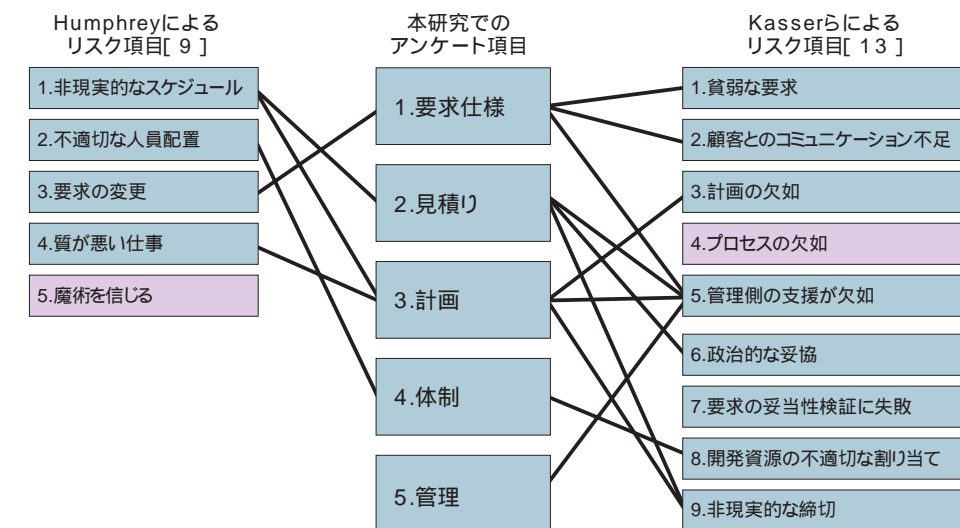 Humphreyによる
リスク項目[ 9 ]
1.非現実的なスケジュール
2.不適切な人員配置
3.要求の変更
4.質が悪い仕事
5.魔術を信じる
本研究での
アンケート項目
1.要求仕様
2.見積り
3.計画
4.体制
5.管理
Kasserらによる
リスク項目[ 13 ]
1.貧弱な要求
2.顧客とのコミュニケーション不足
3.計画の欠如
4.プロセスの欠如
5.管理側の支援が欠如
6.政治的な妥協
7.要求の妥当性検証に失敗
8.開発資源の不適切な割り当て
9.非現実的な締切